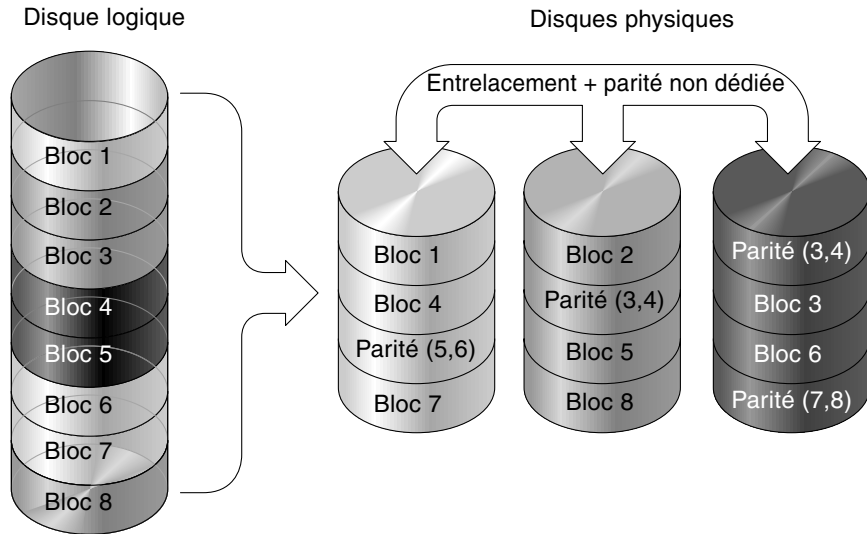 Disque logique
Disques physiques
Entrelacement + parité non dédiée
Bloc 1
Bloc 2
Bloc 3
Bloc 4
Bloc 5
Bloc 6
Bloc 7
Bloc 8
Bloc 1
Bloc 4
Parité (5,6)
Bloc 7
Bloc 2
Parité (3,4)
Bloc 5
Bloc 8
Parité (3,4)
Bloc 3
Bloc 6
Parité (7,8)